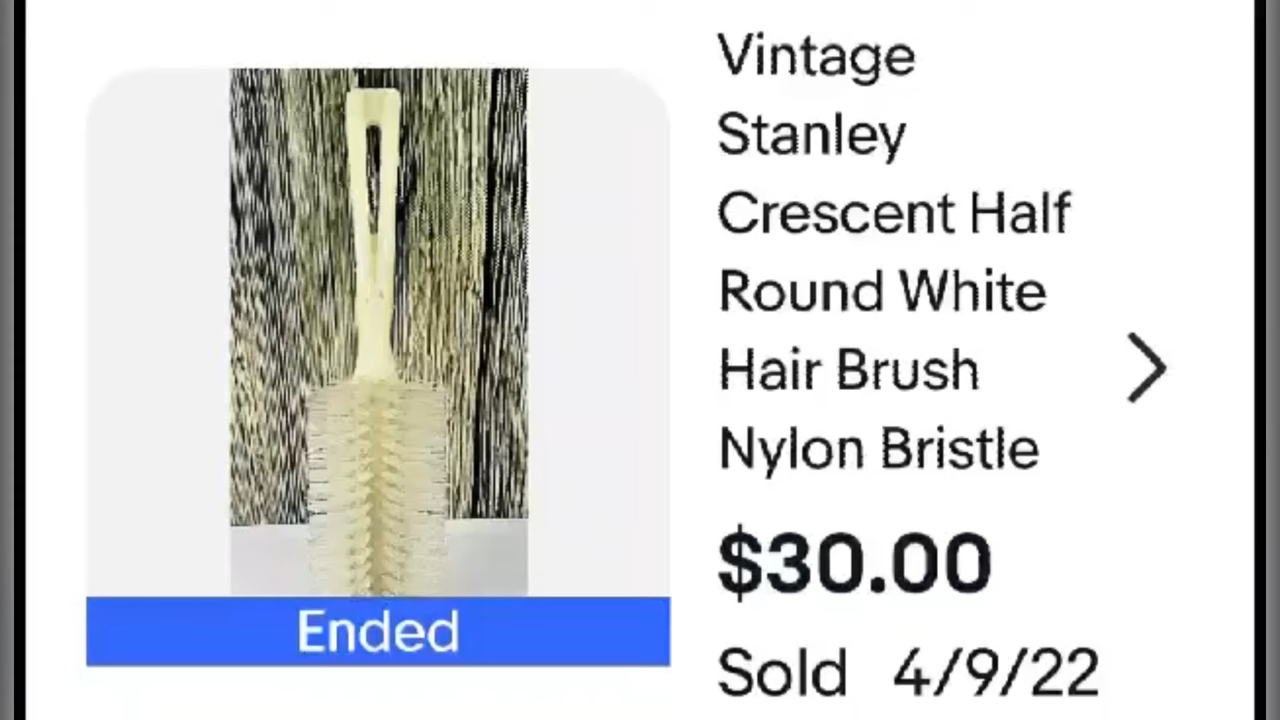 Vintage
Stanley
Crescent Half
Round White
Hair Brush
Nylon Bristle
$30.00
Ended
Sold 4/9/22